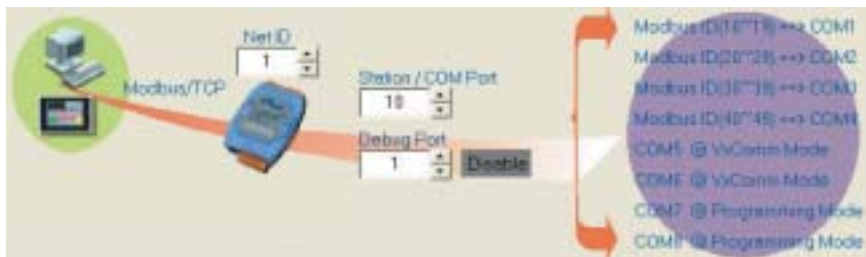 Net ID
1
Modbus/TCP
Station / COM Port
10
Debug Port
1
Disable
Modbus ID(10~19) ==> COM1
Modbus ID(20~29) ==> COM2
Modbus ID(30~39) ==> COM3
Modbus ID(40~49) ==> COM4
COM5 @ VxComm Mode
COM6 @ VxComm Mode
COM7 @ Programming Mode
COM8 @ Programming Mode